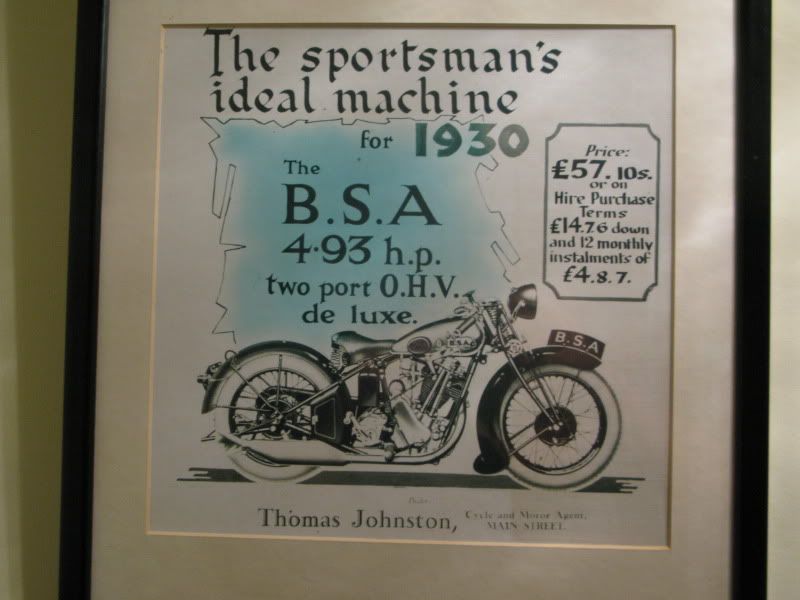 The sportsman's
ideal machine
for 1930
The
B.S.A
4·93 h.p.
two port O.H.V.
de luxe.
Price:
£57. 10s.
or on
Hire Purchase
Terms
£14.7.6 down
and 12 monthly
instalments of
£4.8.7.
B.S.A.
B.S.A
Thomas Johnston,
Cycle and Motor Agent,
MAIN STREET.